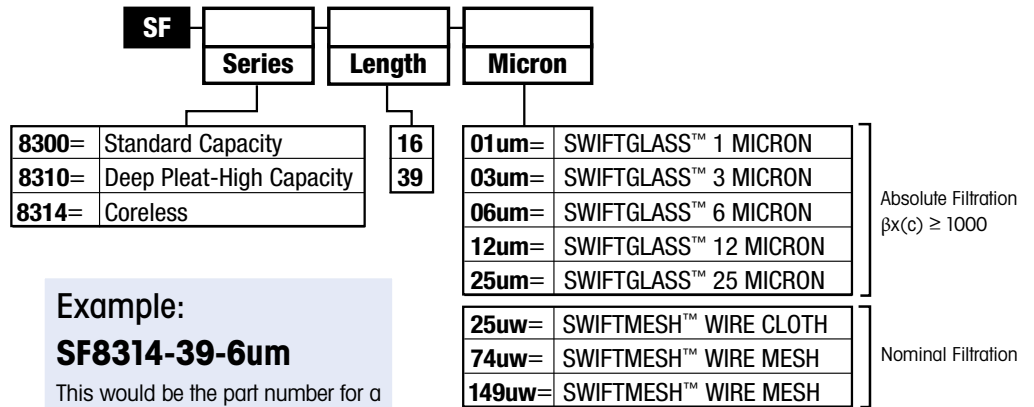 SF
Series Length Micron
8300= Standard Capacity
8310= Deep Pleat-High Capacity
8314= Coreless
16
39
01um= SWIFTGLASS™ 1 MICRON
03um= SWIFTGLASS™ 3 MICRON
06um= SWIFTGLASS™ 6 MICRON
12um= SWIFTGLASS™ 12 MICRON
25um= SWIFTGLASS™ 25 MICRON
Absolute Filtration
βx(c) ≥ 1000
25uw= SWIFTMESH™ WIRE CLOTH
74uw= SWIFTMESH™ WIRE MESH
149uw= SWIFTMESH™ WIRE MESH
Nominal Filtration
Example:
SF8314-39-6um
This would be the part number for a